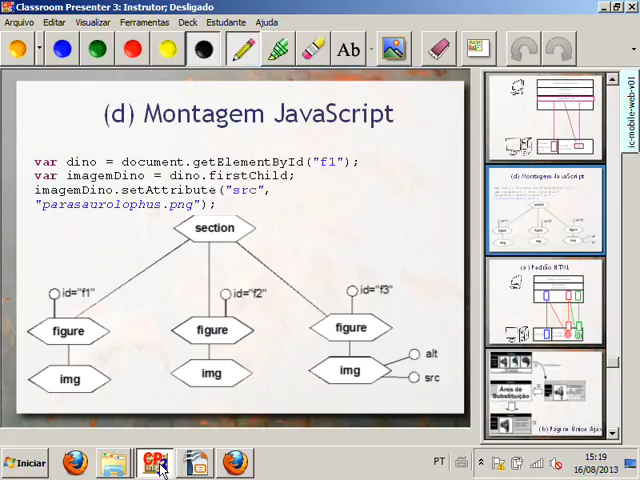 Classroom Presenter 3: Instrutor; Desligado
Arquivo Editar Visualizar Ferramentas Deck Estudante Ajuda
Ab
(d) Montagem JavaScript
var dino = document.getElementById("f1");
var imagemDino = dino.firstChild;
imagemDino.setAttribute("src",
"parasaurolophus.png");
section
id="f1" id="f2" id="f3"
figure figure figure
img img img
alt
src
ic-mobile-web-v01
(d) Montagem JavaScript
(a) Padrão HTML
Área de
Substituição
(b) Página Única Ajax
Iniciar
PT
15:19
16/08/2013